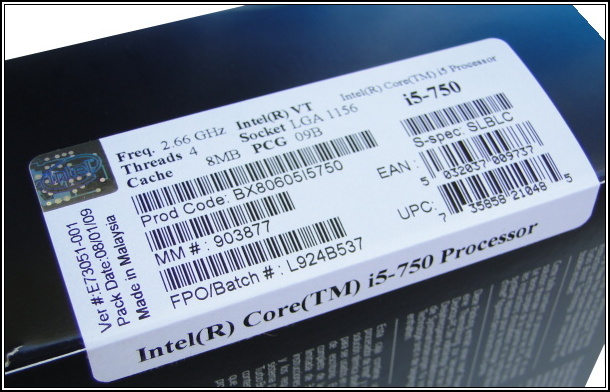 Intel(R) Core(TM) i5 Processor
i5-750
Freq. 2.66 GHz Intel(R) VT
Threads 4 Socket LGA 1156
Cache 8MB PCG 09B
S-spec: SLBLC
Prod Code: BX80605I5750
EAN :
5 032037 009737
MM # : 903877
UPC:
7 35858 21048 5
FPO/Batch # : L924B537
Ver #:E73051-001
Pack Date:08/01/09
Made in Malaysia
Intel(R) Core(TM) i5-750 Processor